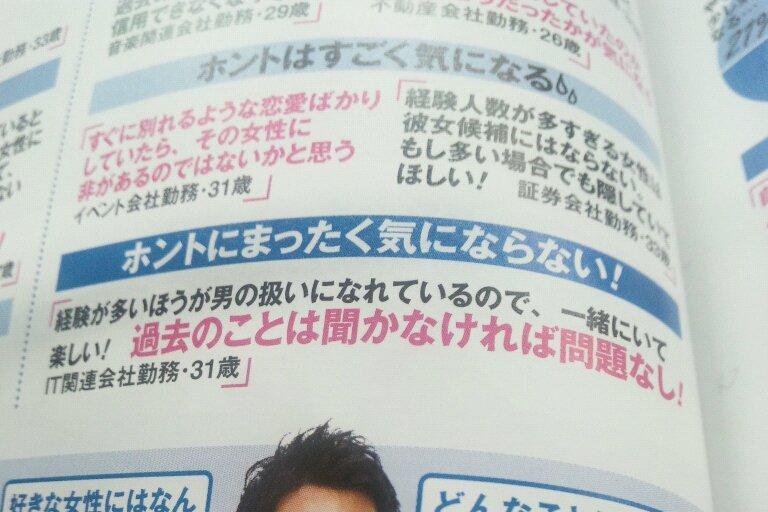 信用できなく
音楽関連会社勤務・29歳」
不動産会社勤務・26歳」
勤務・33歳」
ホントはすごく気になる
「すぐに別れるような恋愛ばかり
していたら、その女性に
非があるのではないかと思う
イベント会社勤務・31歳」
「経験人数が多すぎる女性は
彼女候補にはならない、
もし多い場合でも隠していて
ほしい!
証券会社勤務・33歳」
ホントにまったく気にならない!
「経験が多いほうが男の扱いになれているので、一緒にいて
楽しい! 過去のことは聞かなければ問題なし!
IT関連会社勤務・31歳」
好きな女性にはなん
どんなこと